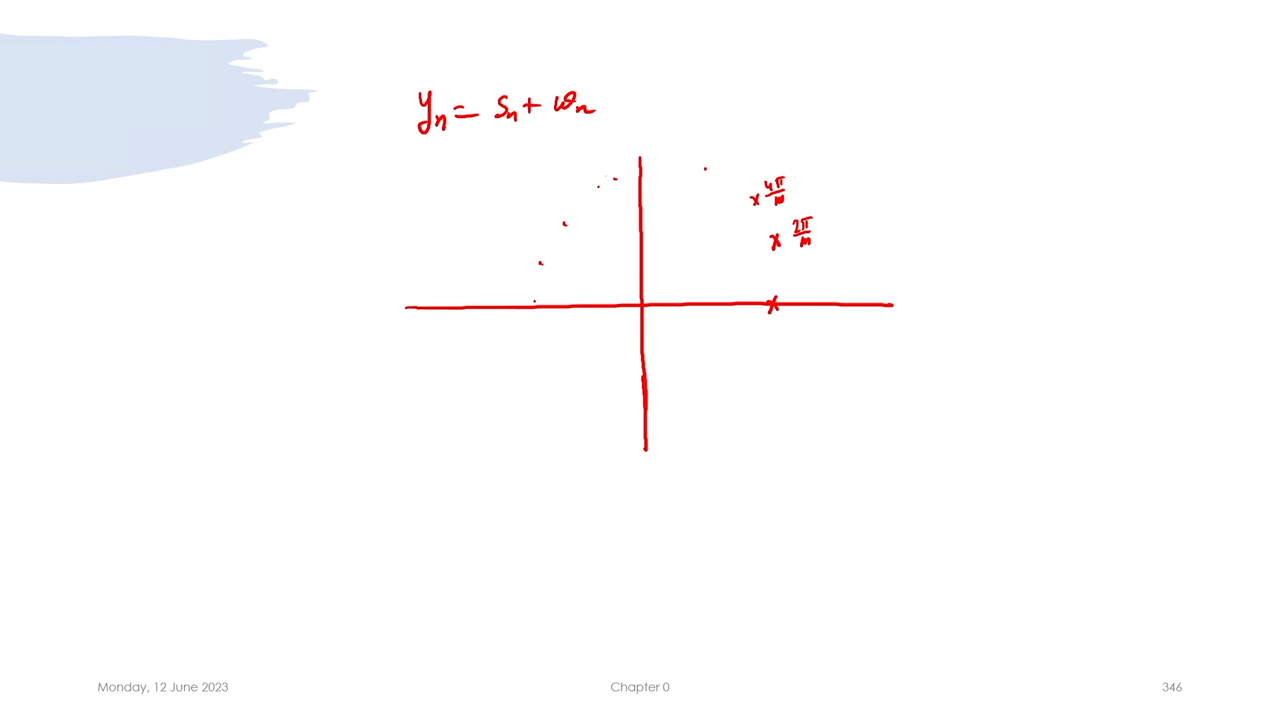 yₙ = sₙ + wₙ
x 4π/m
x 2π/m
x
Monday, 12 June 2023 Chapter 0 346